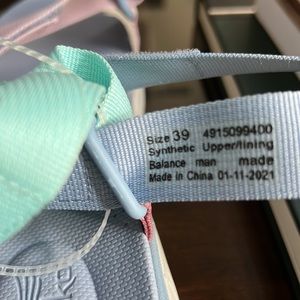 Size 39 4915099400
Synthetic Upper/lining
Balance man made
Made in China 01-11-2021